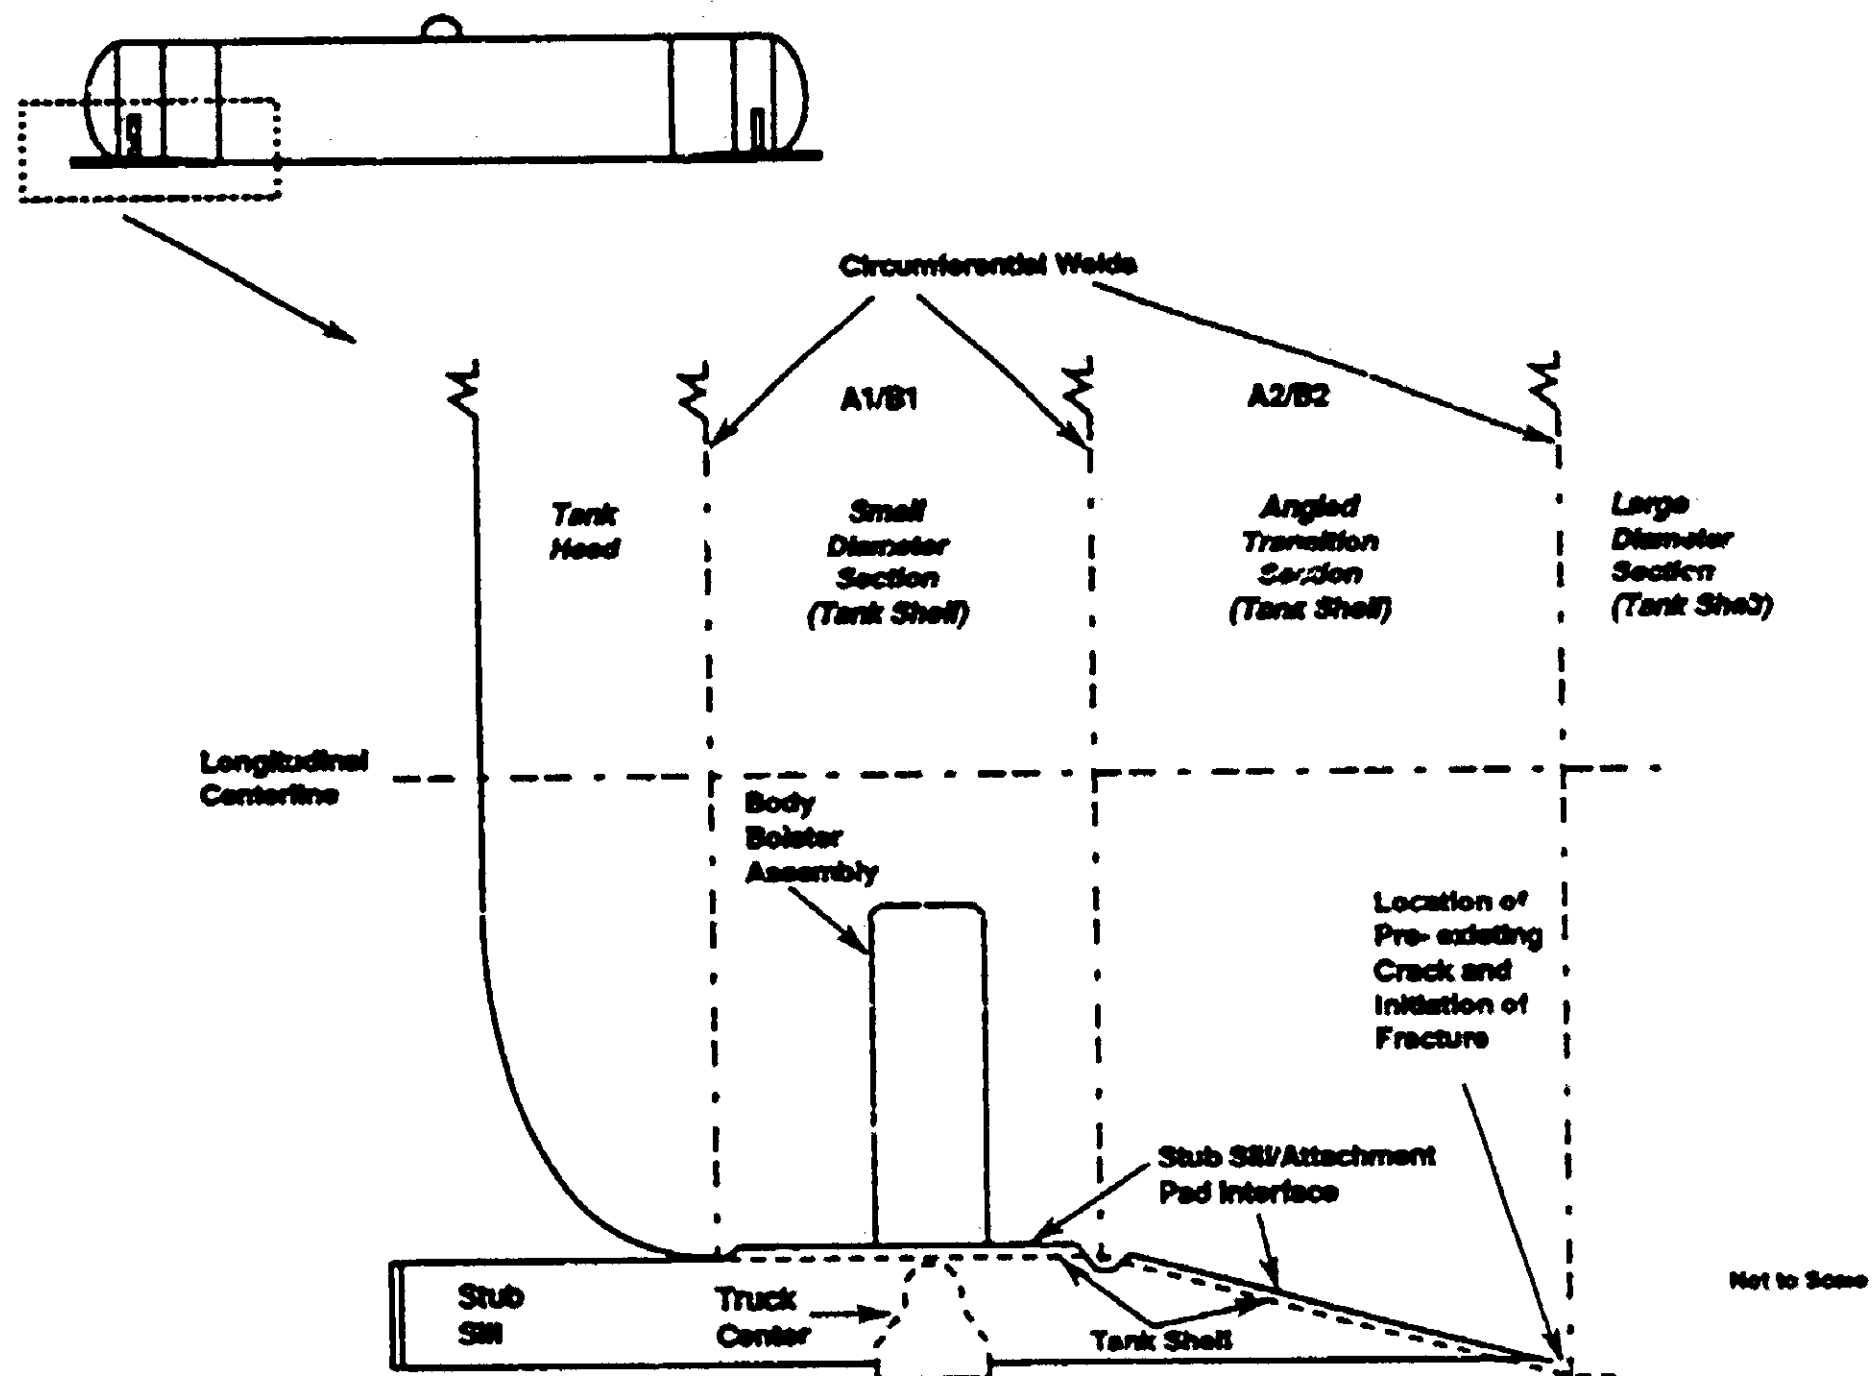 Circumferential Welds
A1/B1
A2/B2
Tank
Head
Small
Diameter
Section
(Tank Shell)
Angled
Transition
Section
(Tank Shell)
Large
Diameter
Section
(Tank Shell)
Longitudinal
Centerline
Body
Bolster
Assembly
Location of
Pre-existing
Crack and
Initiation of
Fracture
Stub Sill/Attachment
Pad Interface
Stub
Sill
Truck
Center
Tank Shell
Not to